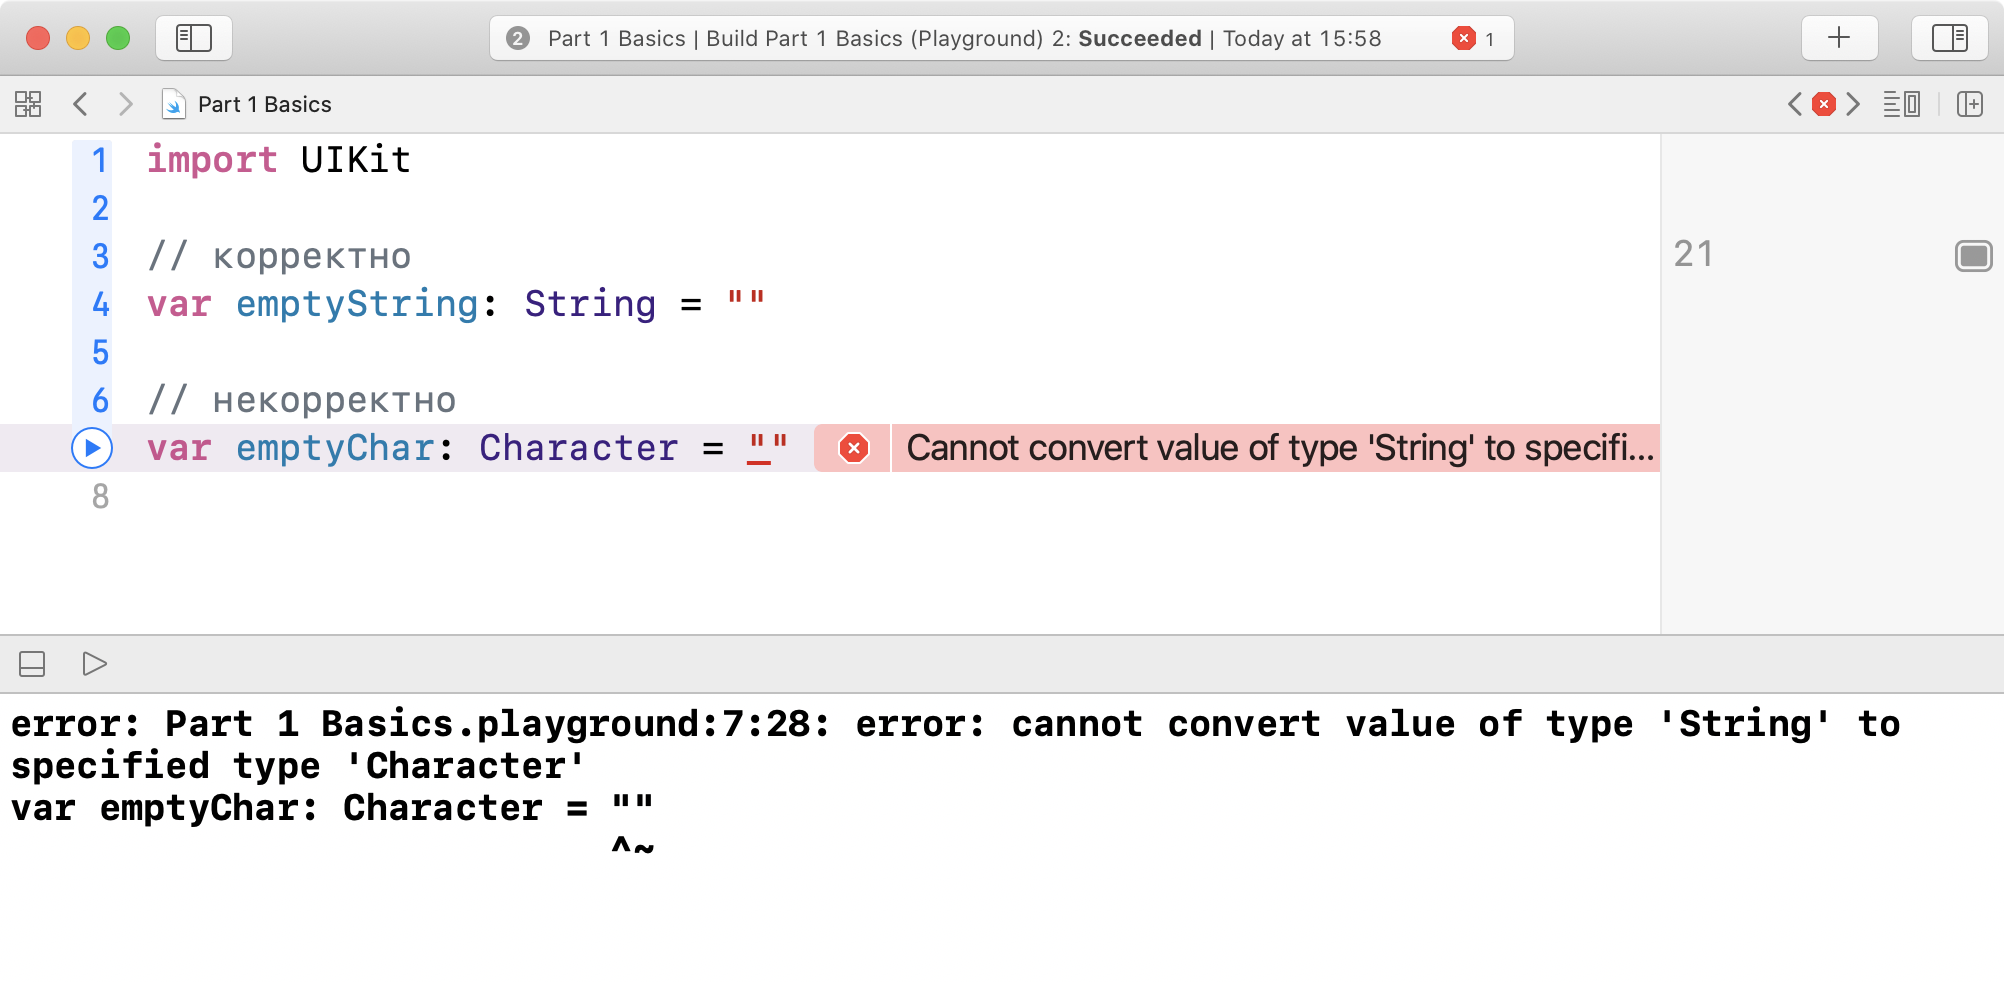 2 Part 1 Basics | Build Part 1 Basics (Playground) 2: Succeeded | Today at 15:58 1
Part 1 Basics
1 import UIKit
2
3 // корректно
21
4 var emptyString: String = ""
5
6 // некорректно
var emptyChar: Character = "" Cannot convert value of type 'String' to specifi...
8
error: Part 1 Basics.playground:7:28: error: cannot convert value of type 'String' to
specified type 'Character'
var emptyChar: Character = ""
^~